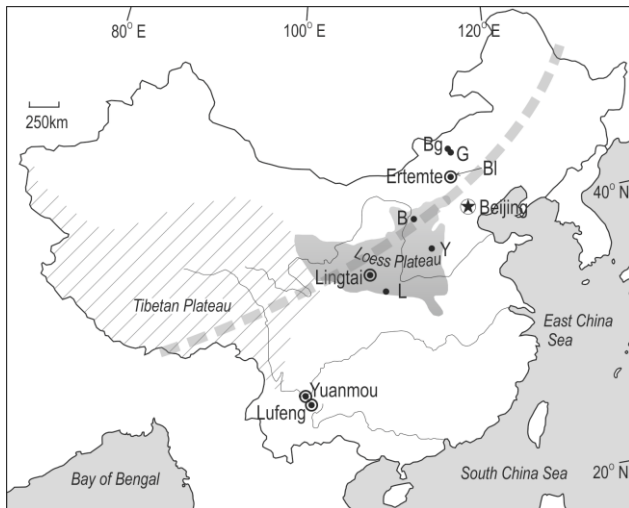 80° E
100° E
120° E
250km
Bg
G
Ertemte
Bl
40° N
B
Beijing
Y
Loess Plateau
Lingtai
L
Tibetan Plateau
East China
Sea
Yuanmou
Lufeng
Bay of Bengal
South China Sea
20° N